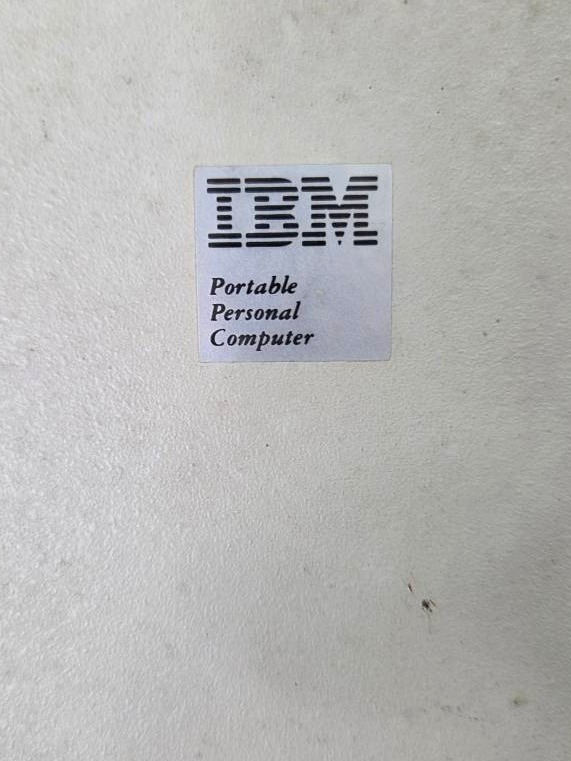 IBM
Portable
Personal
Computer